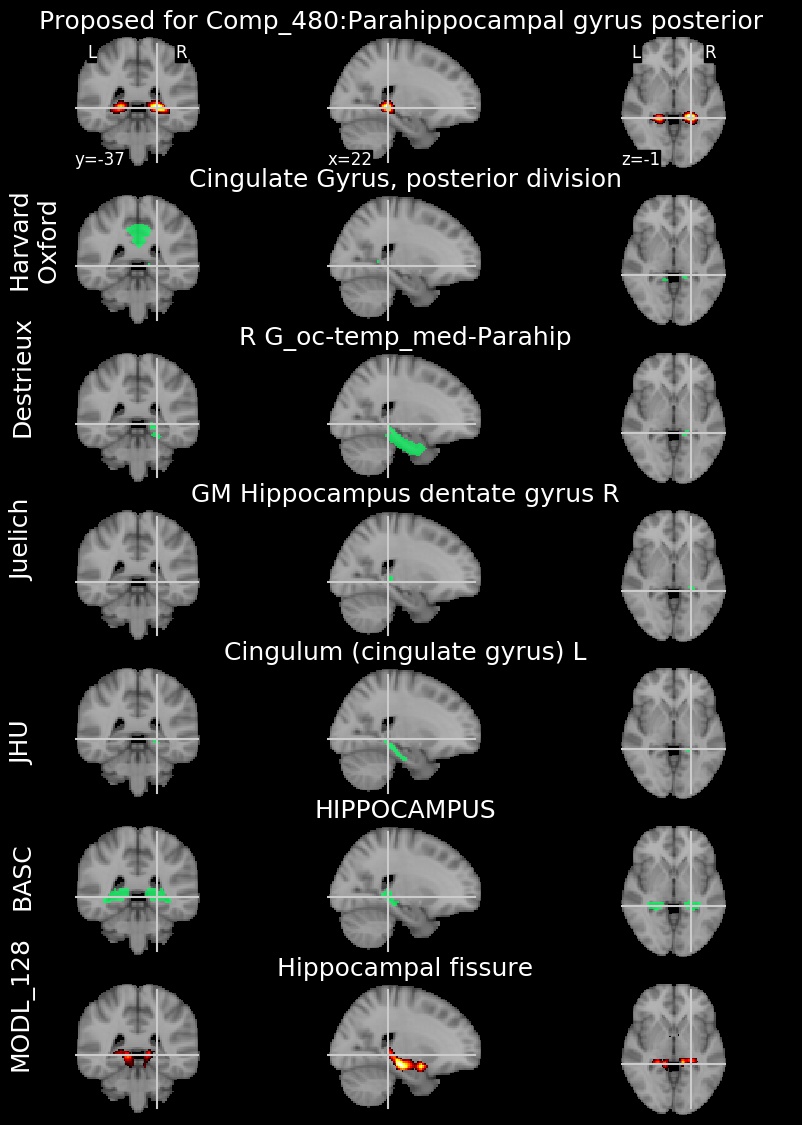 Proposed for Comp_480:Parahippocampal gyrus posterior
L R
L R
y=-37
x=22
z=-1
Cingulate Gyrus, posterior division
Harvard
Oxford
R G_oc-temp_med-Parahip
Destrieux
GM Hippocampus dentate gyrus R
Juelich
Cingulum (cingulate gyrus) L
JHU
HIPPOCAMPUS
BASC
Hippocampal fissure
MODL_128